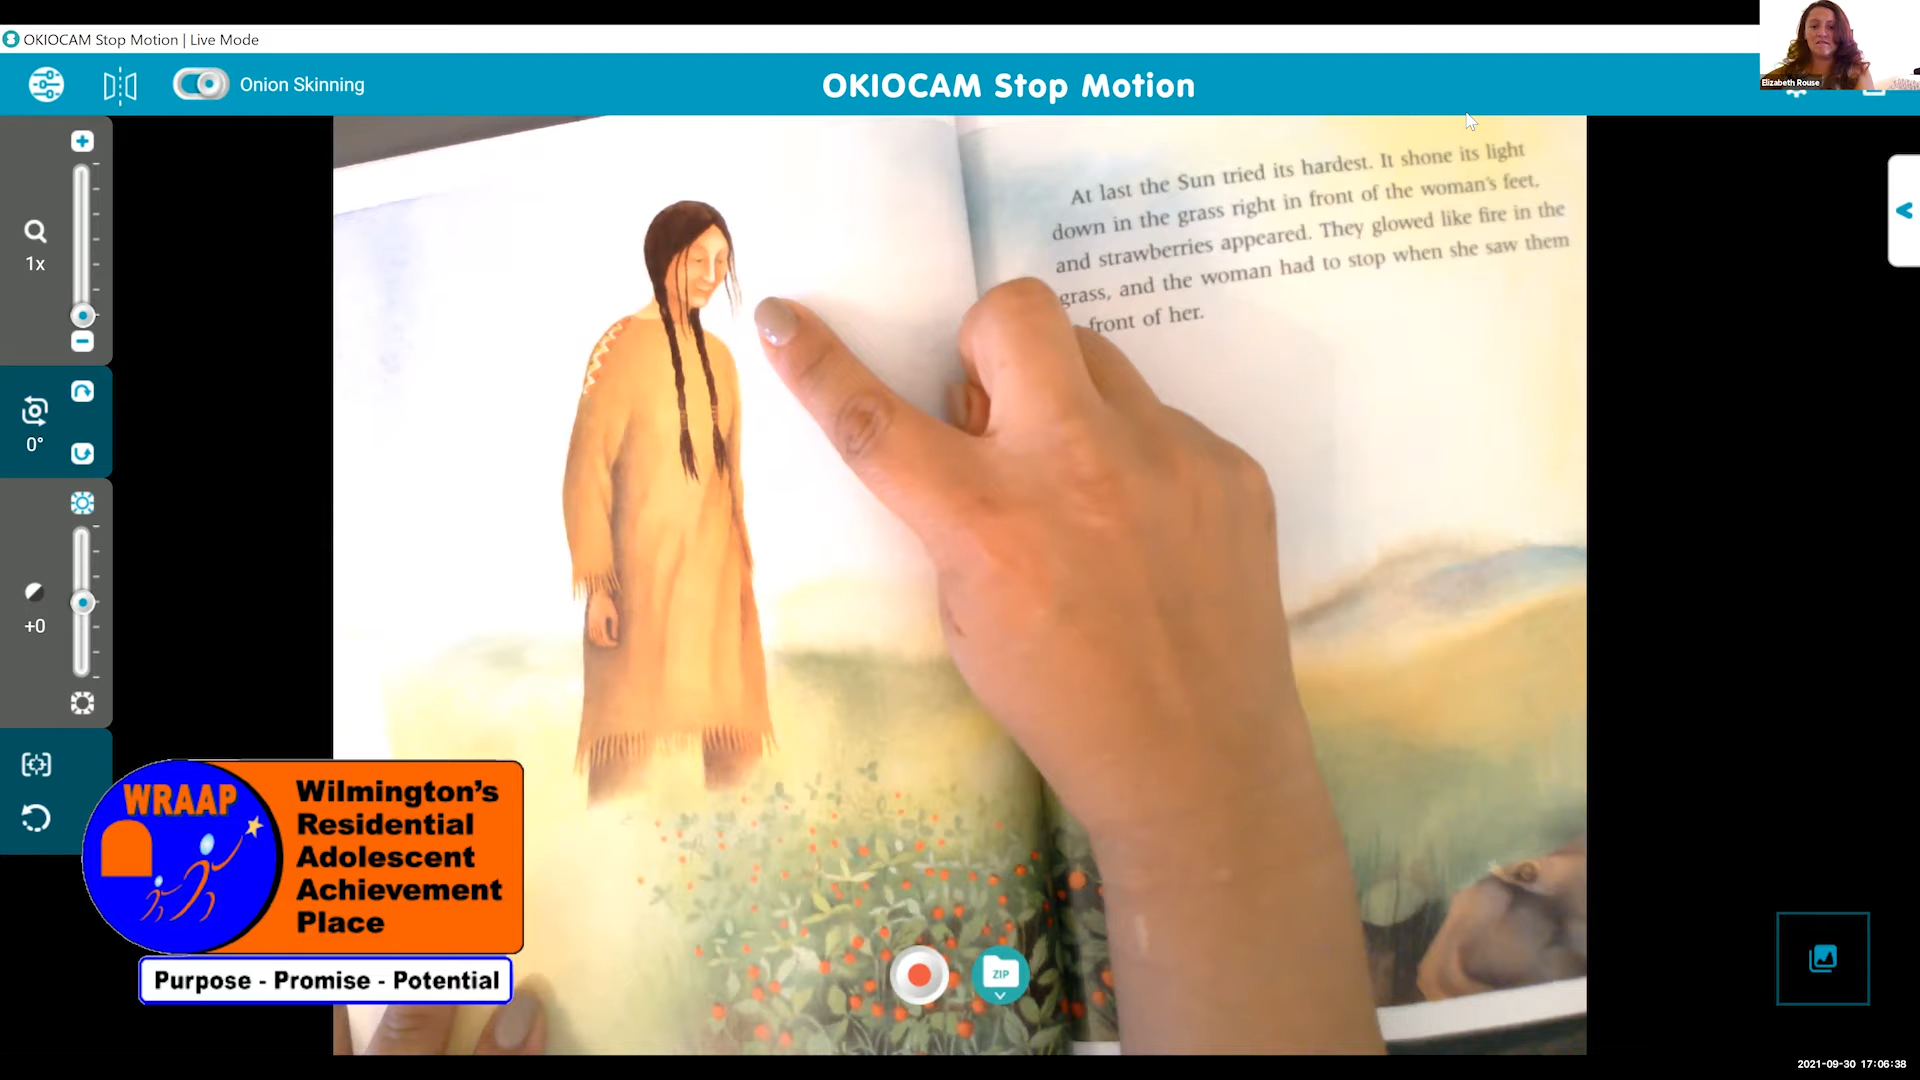 OKIOCAM Stop Motion | Live Mode
Elizabeth Rouse
Onion Skinning
OKIOCAM Stop Motion
1x
0°
+0
At last the Sun tried its hardest. It shone its light
down in the grass right in front of the woman's feet,
and strawberries appeared. They glowed like fire in the
grass, and the woman had to stop when she saw them
front of her.
WRAAP
Wilmington's
Residential
Adolescent
Achievement
Place
Purpose - Promise - Potential
ZIP
2021-09-30 17:06:38